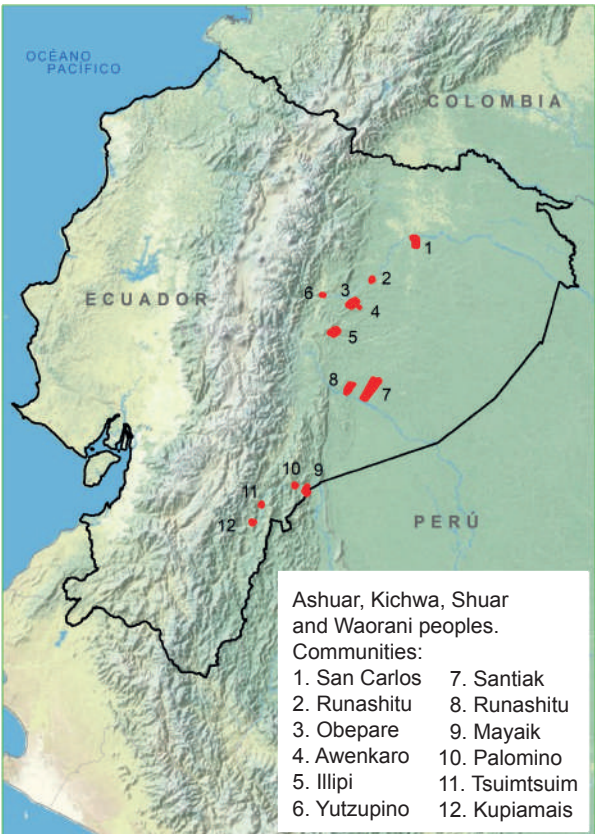 OCÉANO
PACÍFICO
COLOMBIA
ECUADOR
PERÚ
1
2
3
4
5
6
7
8
9
10
11
12
Ashuar, Kichwa, Shuar
and Waorani peoples.
Communities:
1. San Carlos
2. Runashitu
3. Obepare
4. Awenkaro
5. Illipi
6. Yutzupino
7. Santiak
8. Runashitu
9. Mayaik
10. Palomino
11. Tsuimtsuim
12. Kupiamais